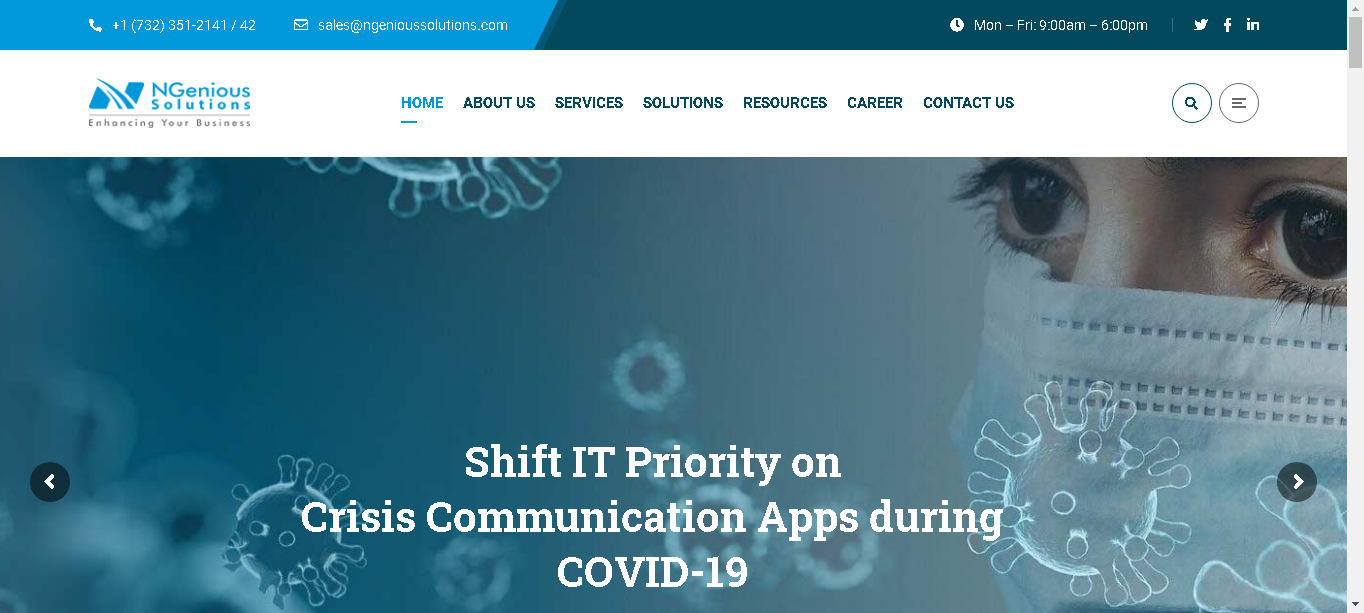 +1 (732) 351-2141 / 42
sales@ngenioussolutions.com
Mon – Fri: 9:00am – 6:00pm
NGenious
Solutions
Enhancing Your Business
HOME
ABOUT US
SERVICES
SOLUTIONS
RESOURCES
CAREER
CONTACT US
Shift IT Priority on
Crisis Communication Apps during
COVID-19